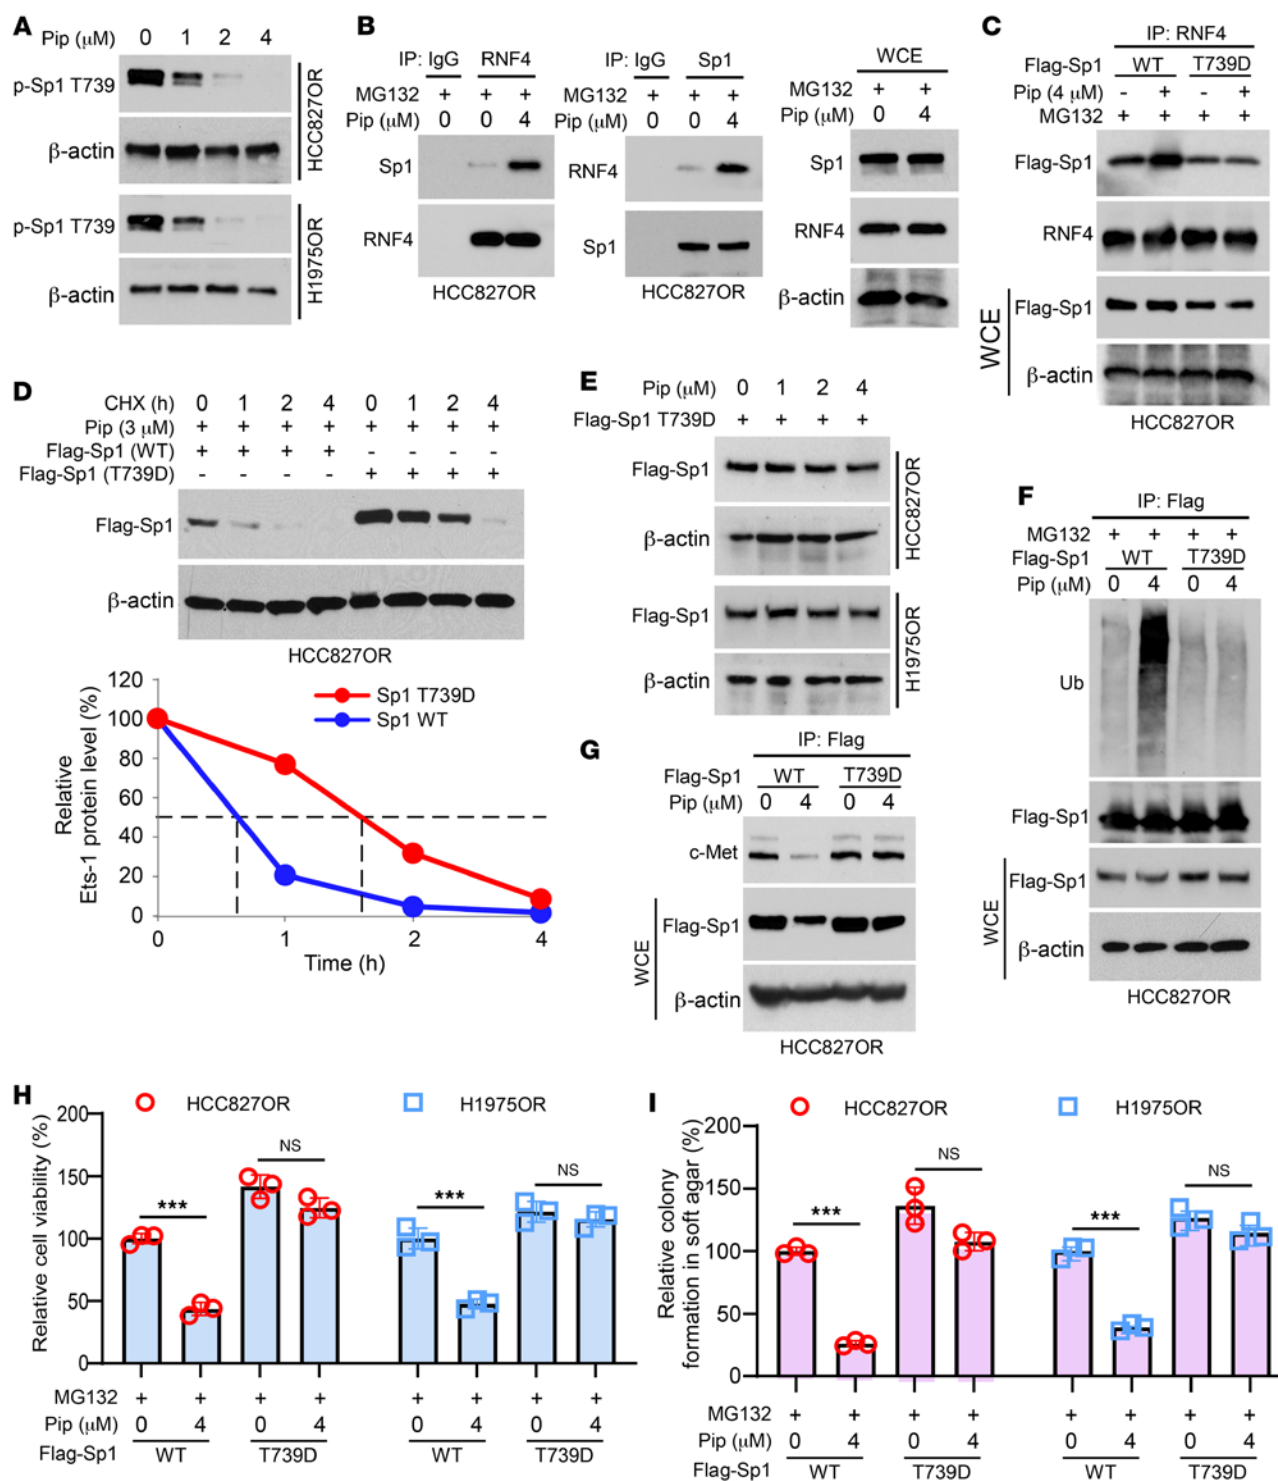 A
Pip (μM) 0 1 2 4
p-Sp1 T739
β-actin
HCC827OR
p-Sp1 T739
β-actin
H1975OR
B
IP: IgG RNF4
MG132 + + +
Pip (μM) 0 0 4
Sp1
RNF4
HCC827OR
IP: IgG Sp1
MG132 + + +
Pip (μM) 0 0 4
RNF4
Sp1
HCC827OR
WCE
MG132 + +
Pip (μM) 0 4
Sp1
RNF4
β-actin
HCC827OR
C
IP: RNF4
Flag-Sp1 WT T739D
Pip (4 μM) - + - +
MG132 + + + +
Flag-Sp1
RNF4
Flag-Sp1
β-actin
WCE
HCC827OR
D
CHX (h) 0 1 2 4 0 1 2 4
Pip (3 μM) + + + + + + + +
Flag-Sp1 (WT) + + + + - - - -
Flag-Sp1 (T739D) - - - - + + + +
Flag-Sp1
β-actin
HCC827OR
Relative
Ets-1 protein level (%)
120
100
80
60
40
20
0
Sp1 T739D
Sp1 WT
0 1 2 4
Time (h)
E
Pip (μM) 0 1 2 4
Flag-Sp1 T739D + + + +
Flag-Sp1
β-actin
HCC827OR
Flag-Sp1
β-actin
H1975OR
F
IP: Flag
MG132 + + + +
Flag-Sp1 WT T739D
Pip (μM) 0 4 0 4
Ub
Flag-Sp1
Flag-Sp1
β-actin
WCE
HCC827OR
G
IP: Flag
Flag-Sp1 WT T739D
Pip (μM) 0 4 0 4
c-Met
Flag-Sp1
β-actin
WCE
HCC827OR
H
HCC827OR H1975OR
Relative cell viability (%)
200
150
100
50
0
*** NS *** NS
MG132 + + + + + + + +
Pip (μM) 0 4 0 4 0 4 0 4
Flag-Sp1 WT T739D WT T739D
I
HCC827OR H1975OR
Relative colony
formation in soft agar (%)
200
150
100
50
0
*** NS *** NS
MG132 + + + + + + + +
Pip (μM) 0 4 0 4 0 4 0 4
Flag-Sp1 WT T739D WT T739D